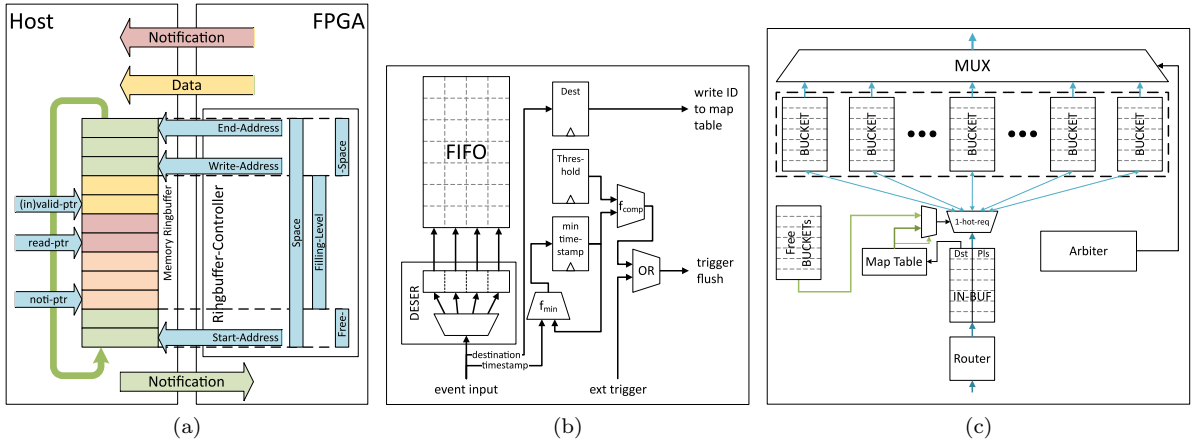 Host
FPGA
Notification
Data
End-Address
Write-Address
(in)valid-ptr
read-ptr
noti-ptr
Memory Ringbuffer
Ringbuffer-Controller
Space
Filling-Level
-Space
Free-
Start-Address
Notification
(a)
FIFO
DESER
Dest
write ID
to map
table
Thres-
hold
fcomp
min
time-
stamp
OR
trigger
flush
fmin
destination
timestamp
event input
ext trigger
(b)
MUX
BUCKET
BUCKET
BUCKET
BUCKET
BUCKET
Free
BUCKETs
1-hot-req
Map Table
Dst
Pls
IN-BUF
Arbiter
Router
(c)